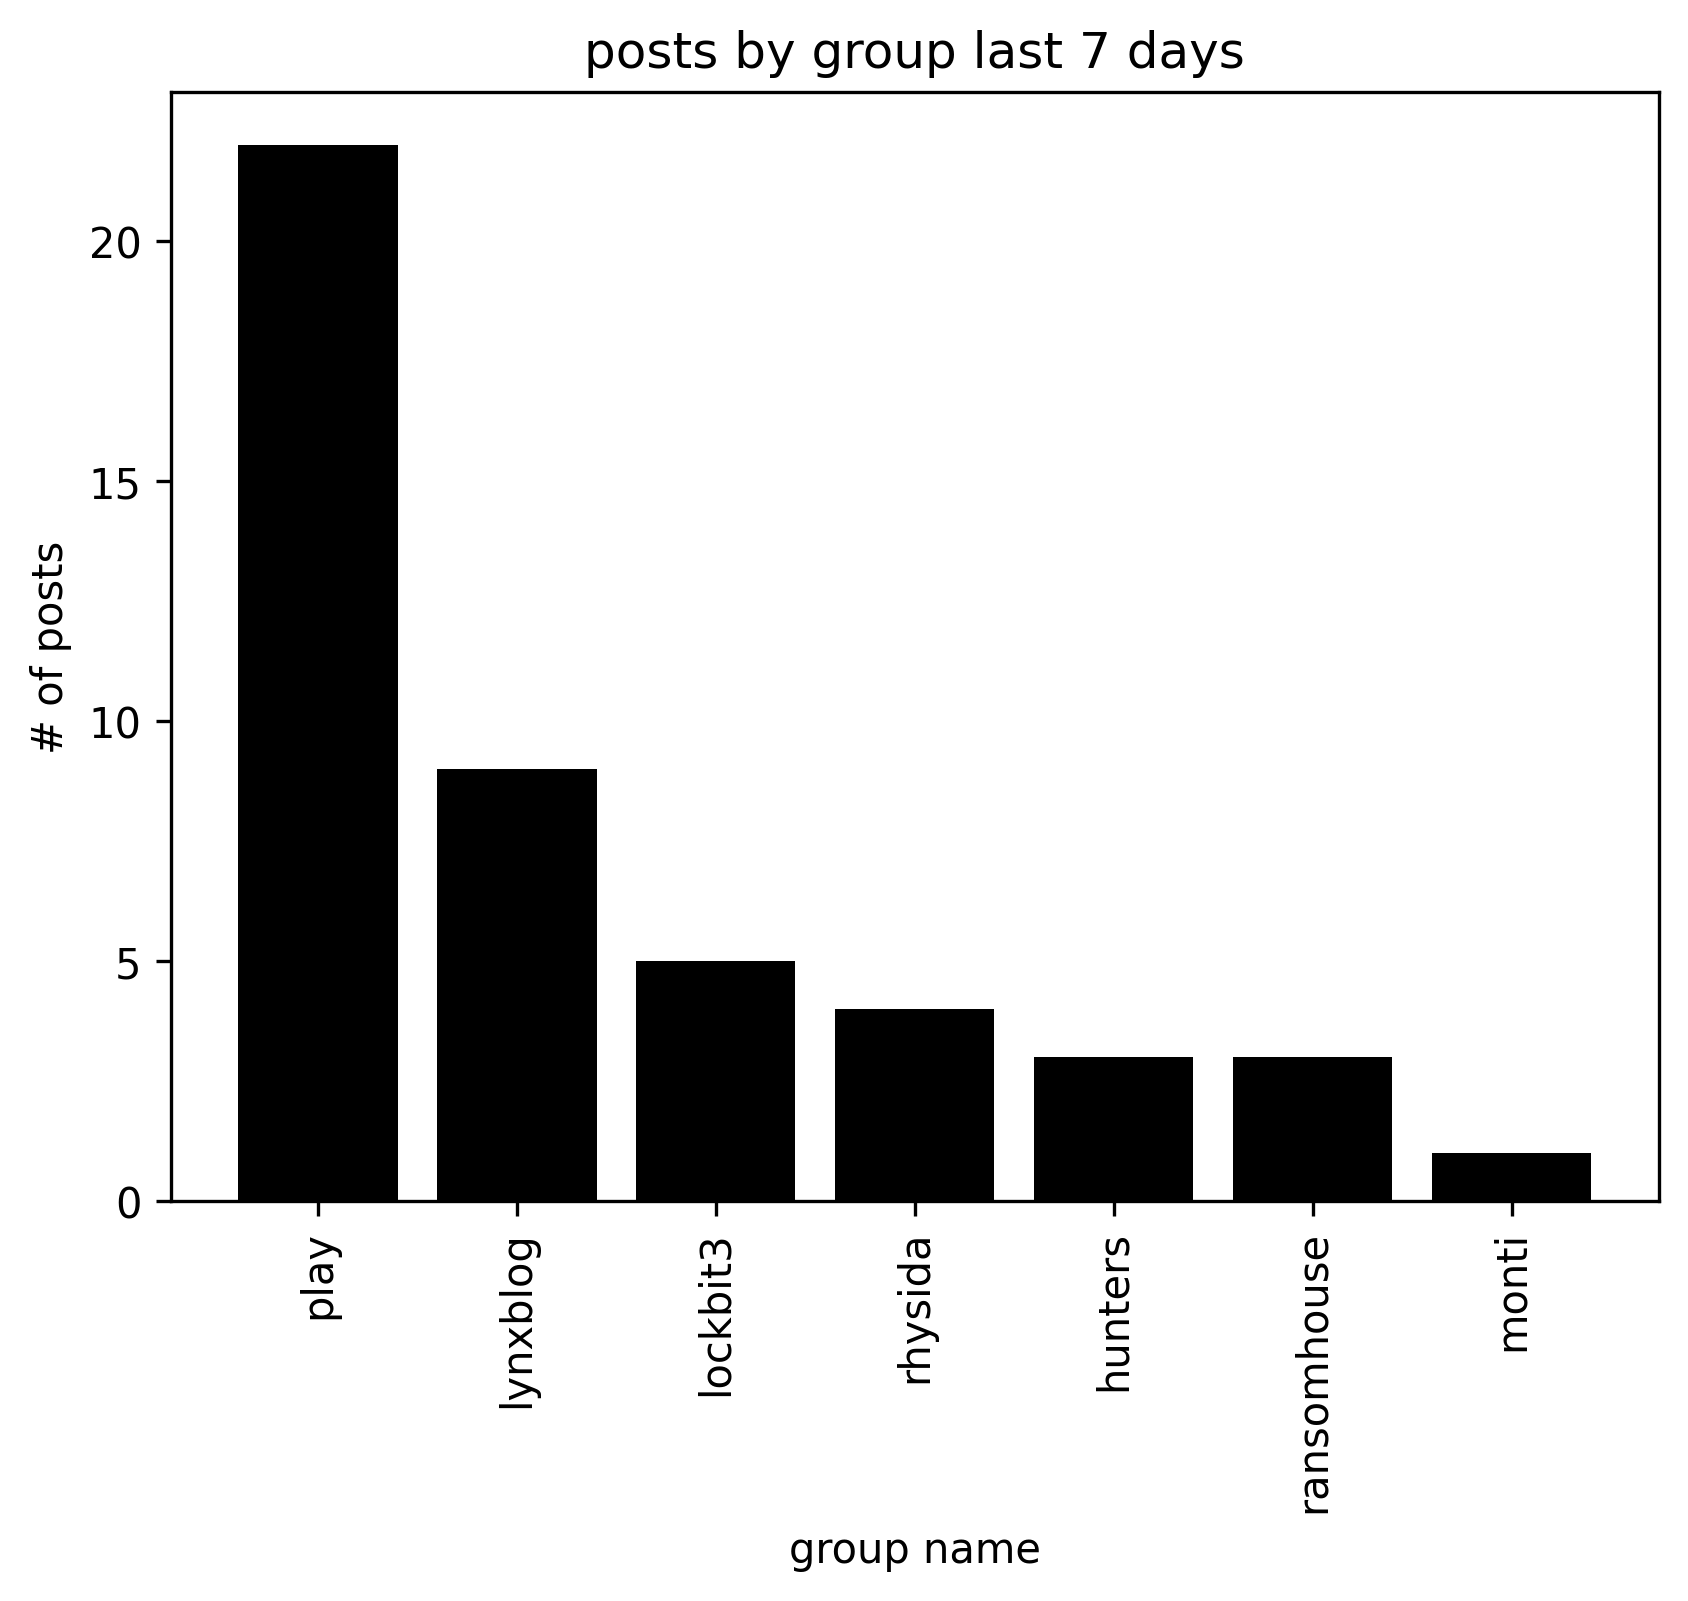 posts by group last 7 days
# of posts
20
15
10
5
0
play
lynxblog
lockbit3
rhysida
hunters
ransomhouse
monti
group name